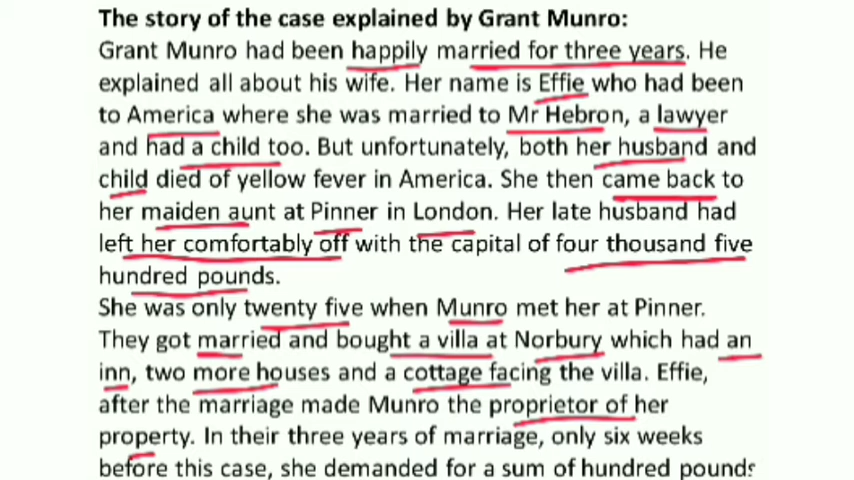 The story of the case explained by Grant Munro:
Grant Munro had been happily married for three years. He
explained all about his wife. Her name is Effie who had been
to America where she was married to Mr Hebron, a lawyer
and had a child too. But unfortunately, both her husband and
child died of yellow fever in America. She then came back to
her maiden aunt at Pinner in London. Her late husband had
left her comfortably off with the capital of four thousand five
hundred pounds.
She was only twenty five when Munro met her at Pinner.
They got married and bought a villa at Norbury which had an
inn, two more houses and a cottage facing the villa. Effie,
after the marriage made Munro the proprietor of her
property. In their three years of marriage, only six weeks
before this case, she demanded for a sum of hundred pounds